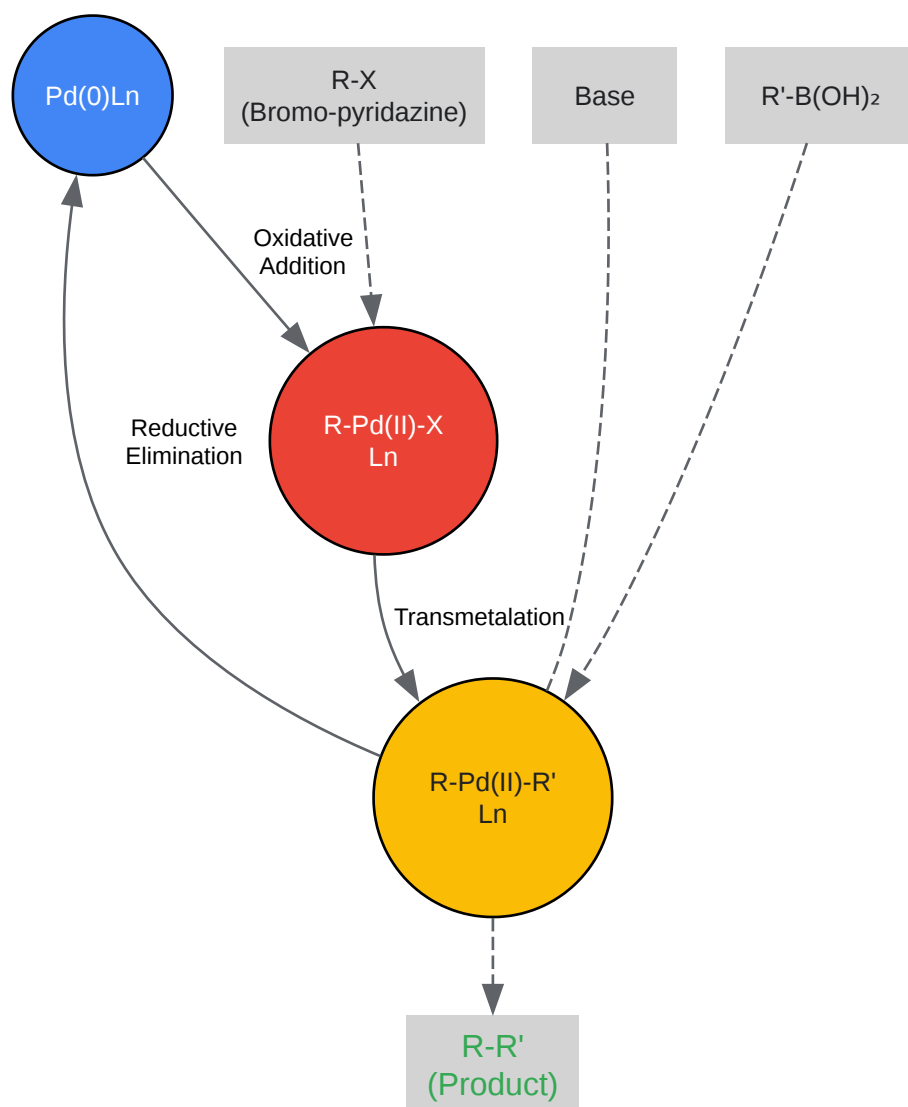 Pd(0)Ln
R-X
(Bromo-pyridazine)
Base
R'-B(OH)₂
Oxidative
Addition
Reductive
Elimination
R-Pd(II)-X
Ln
Transmetalation
R-Pd(II)-R'
Ln
R-R'
(Product)